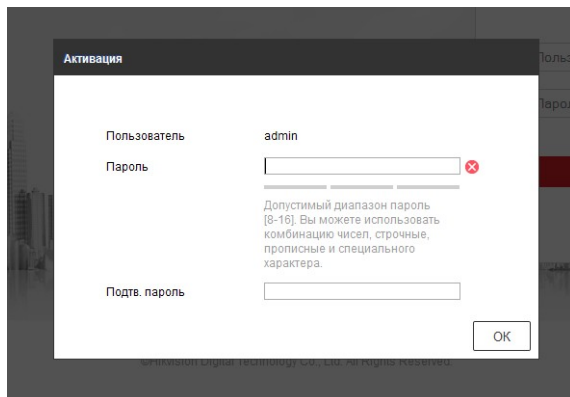 Активация
Пользователь admin
Пароль
Допустимый диапазон пароль
[8-16]. Вы можете использовать
комбинацию чисел, строчные,
прописные и специального
характера.
Подтв. пароль
OK
©Hikvision Digital Technology Co., Ltd. All Rights Reserved.